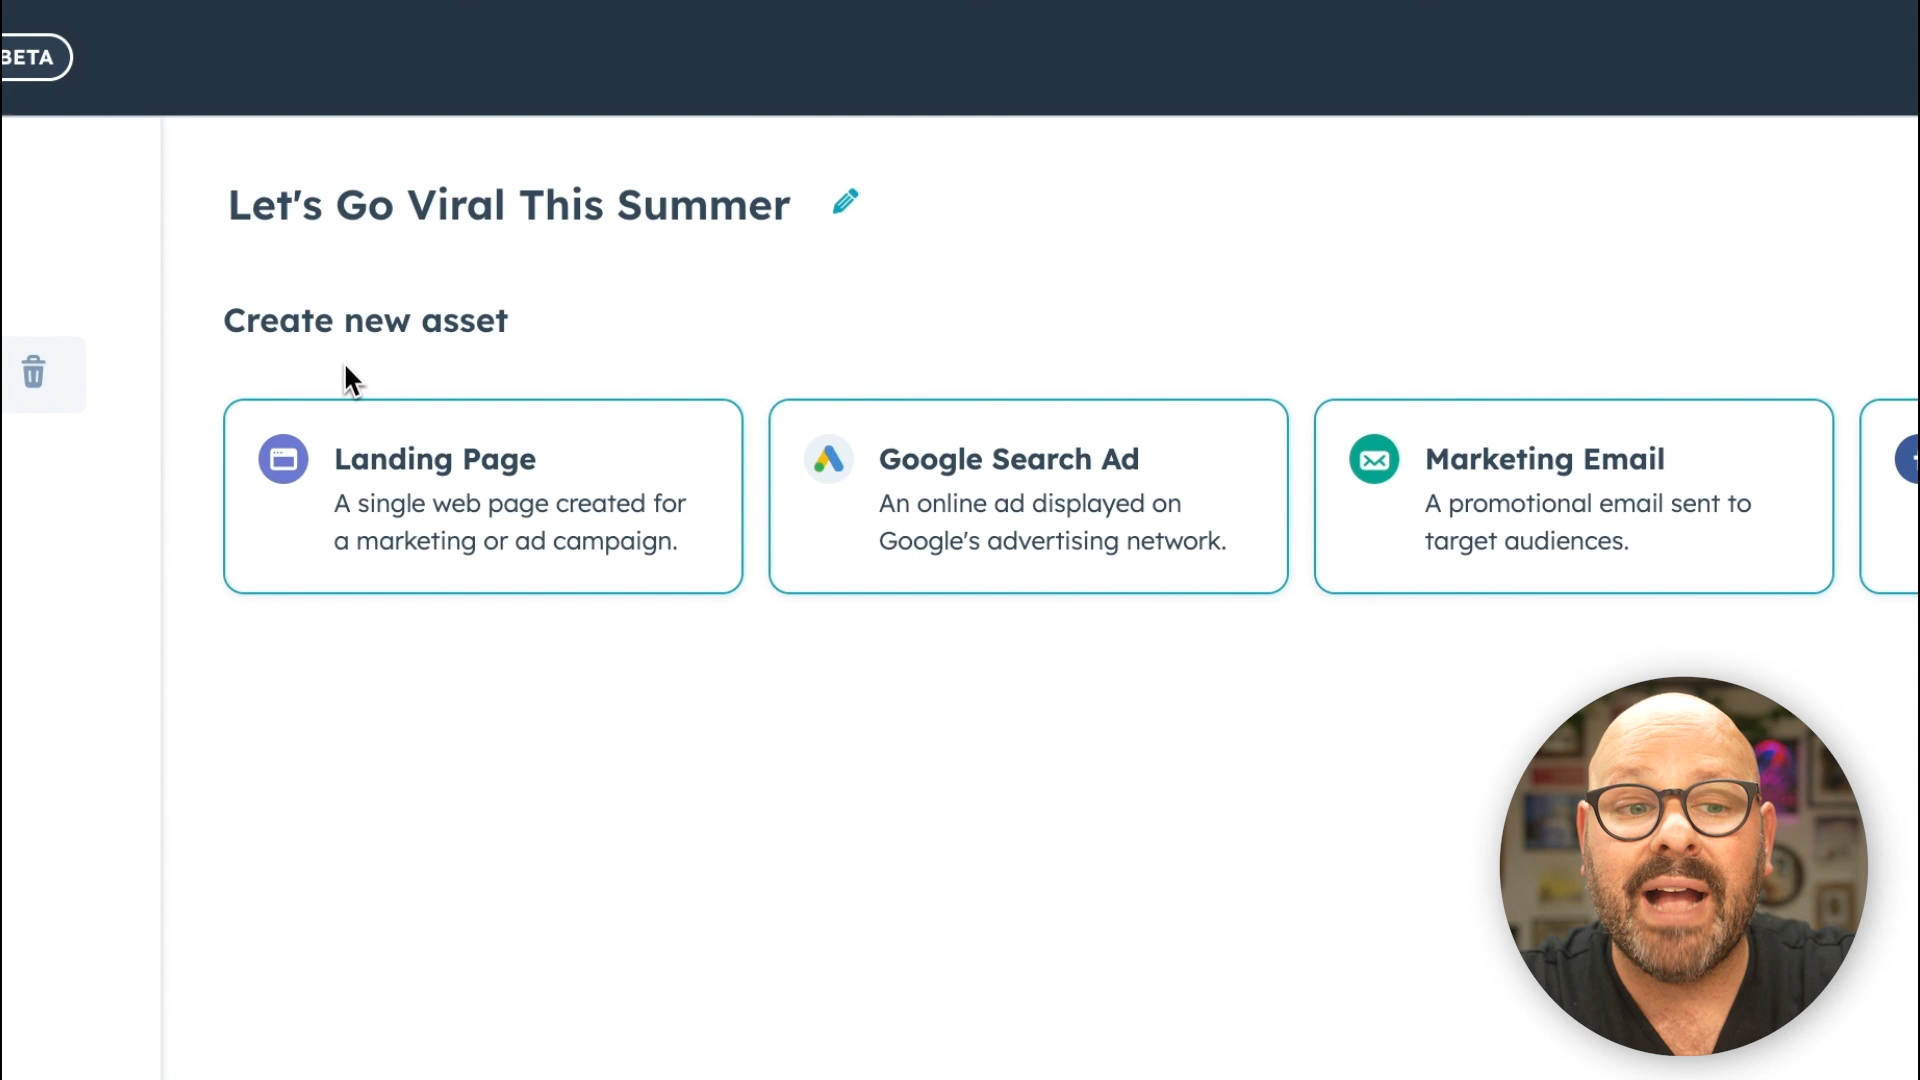 BETA
Let's Go Viral This Summer
Create new asset
Landing Page
A single web page created for
a marketing or ad campaign.
Google Search Ad
An online ad displayed on
Google's advertising network.
Marketing Email
A promotional email sent to
target audiences.